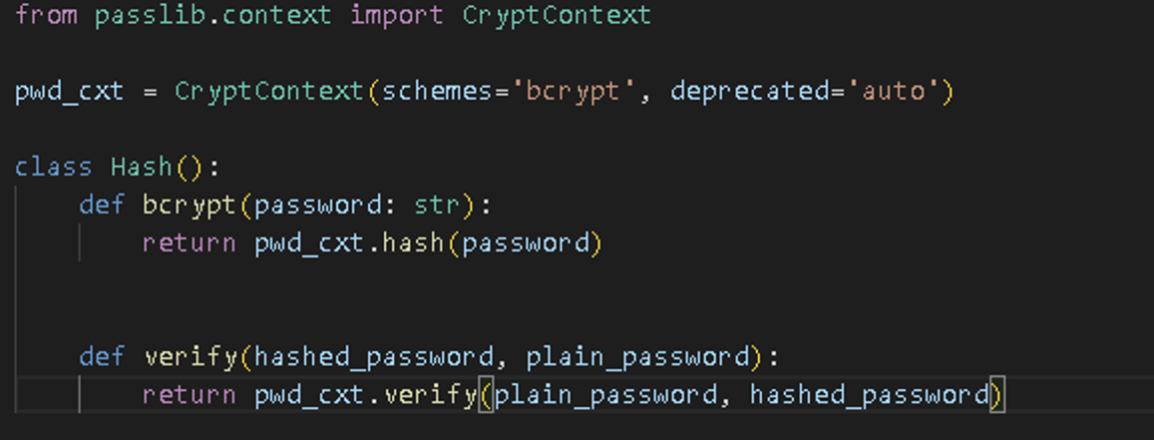 from passlib.context import CryptContext
pwd_cxt = CryptContext(schemes='bcrypt', deprecated='auto')
class Hash():
    def bcrypt(password: str):
        return pwd_cxt.hash(password)
    def verify(hashed_password, plain_password):
        return pwd_cxt.verify(plain_password, hashed_password)